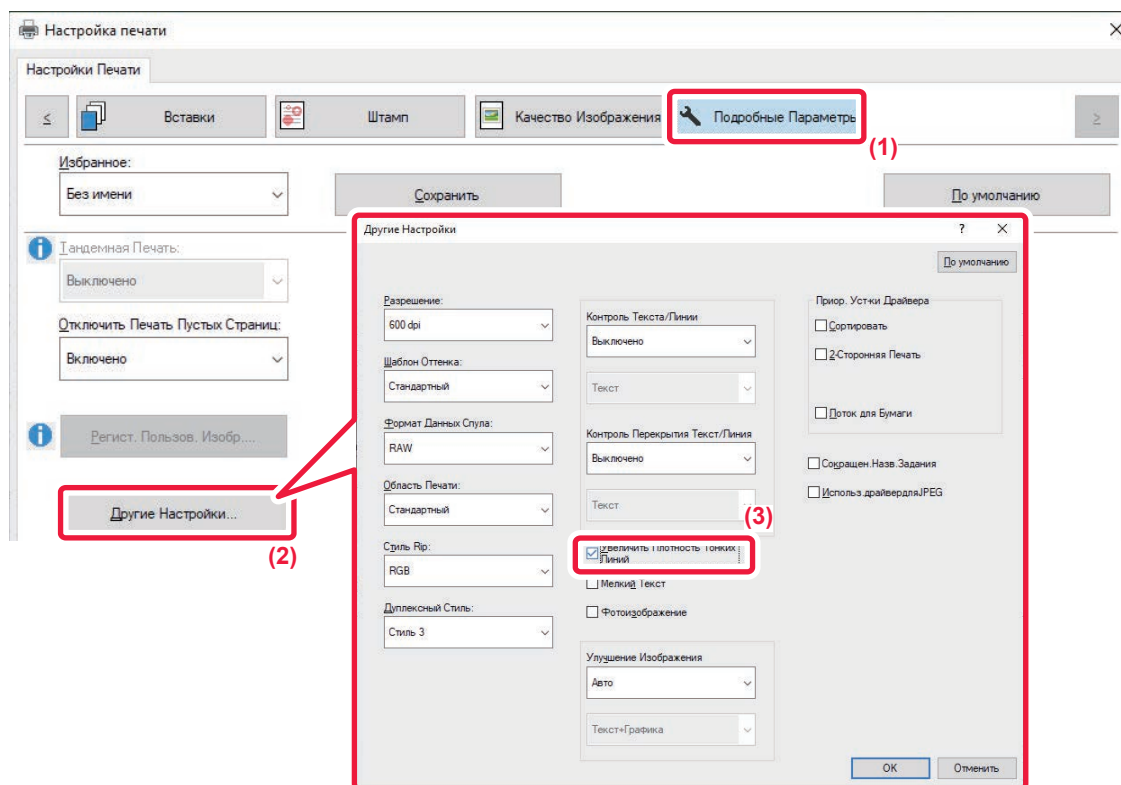 Настройка печати
Настройки Печати
< Вставки Штамп Качество Изображения Подробные Параметры >
(1)
Избранное:
Без имени
Сохранить
По умолчанию
Тандемная Печать:
Выключено
Отключить Печать Пустых Страниц:
Включено
Регист. Пользов. Изобр....
Другие Настройки...
(2)
Другие Настройки ?
По умолчанию
Разрешение:
600 dpi
Шаблон Оттенка:
Стандартный
Формат Данных Спула:
RAW
Область Печати:
Стандартный
Стиль Rip:
RGB
Дуплексный Стиль:
Стиль 3
Контроль Текста/Линии
Выключено
Текст
Контроль Перекрытия Текст/Линия
Выключено
Текст
(3)
Увеличить Плотность Тонких
Линий
Мелкий Текст
Фотоизображение
Улучшение Изображения
Авто
Текст+Графика
Приор. Уст-ки Драйвера
Сортировать
2-Сторонняя Печать
Лоток для Бумаги
Сокращен.Назв.Задания
Использ.драйвердляJPEG
OK
Отменить